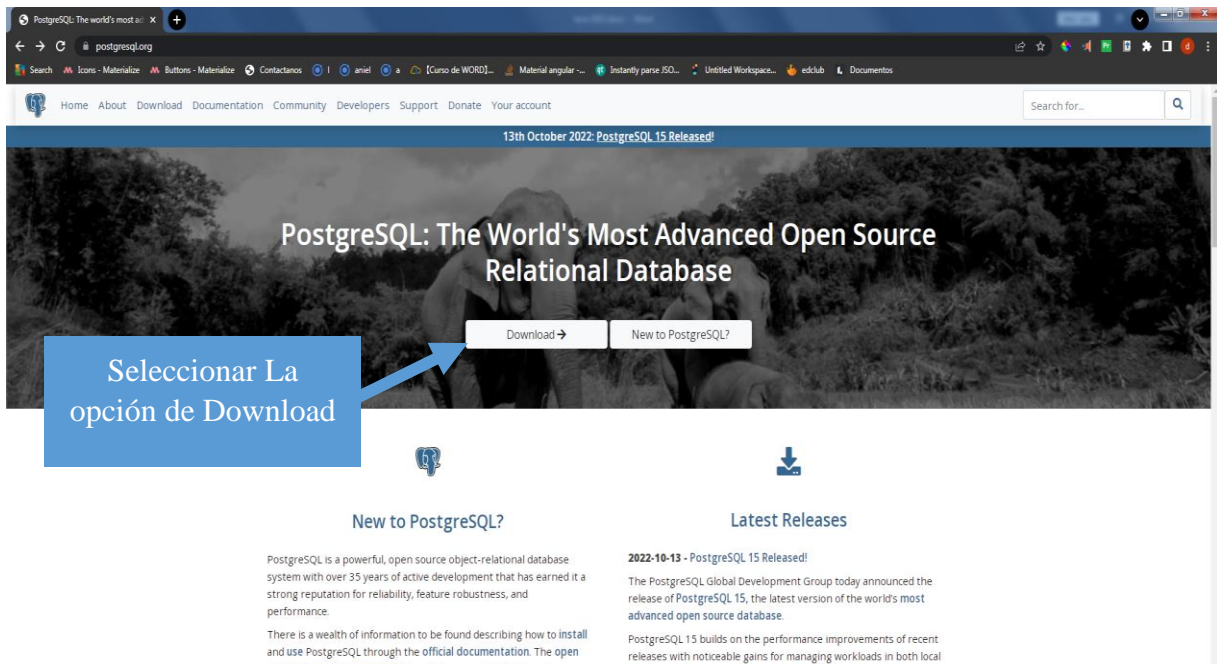 PostgreSQL: The world's most ad
postgresql.org
Search
Icons - Materialize
Buttons - Materialize
Contactanos
l
aniel
a
[Curso de WORD]...
Material angular -...
Instantly parse JSO...
Untitled Workspace...
edclub
Documentos
Home About Download Documentation Community Developers Support Donate Your account
Search for...
13th October 2022: PostgreSQL 15 Released!
PostgreSQL: The World's Most Advanced Open Source
Relational Database
Download →
New to PostgreSQL?
Seleccionar La
opción de Download
New to PostgreSQL?
PostgreSQL is a powerful, open source object-relational database
system with over 35 years of active development that has earned it a
strong reputation for reliability, feature robustness, and
performance.
There is a wealth of information to be found describing how to install
and use PostgreSQL through the official documentation. The open
Latest Releases
2022-10-13 - PostgreSQL 15 Released!
The PostgreSQL Global Development Group today announced the
release of PostgreSQL 15, the latest version of the world's most
advanced open source database.
PostgreSQL 15 builds on the performance improvements of recent
releases with noticeable gains for managing workloads in both local